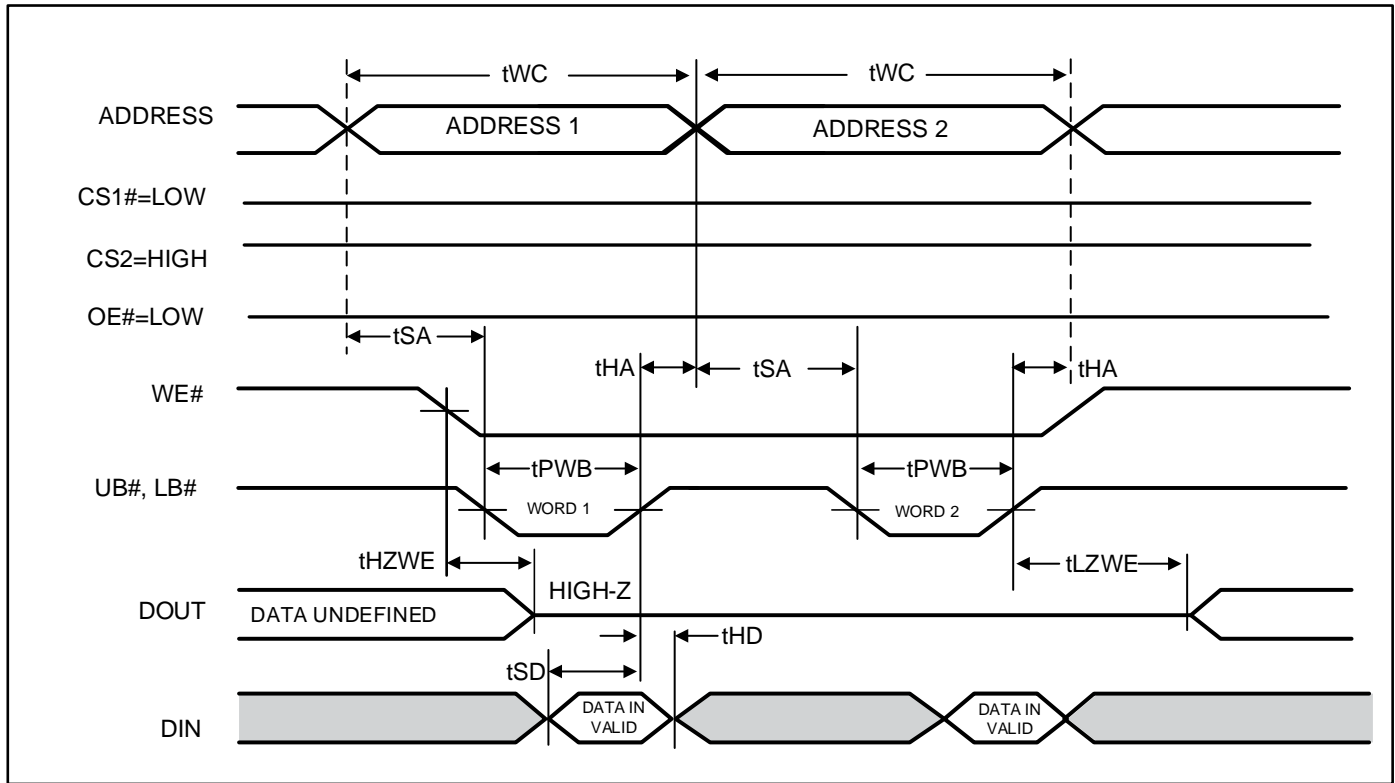 tWC tWC
ADDRESS ADDRESS 1 ADDRESS 2
CS1#=LOW
CS2=HIGH
OE#=LOW
tSA tHA tSA tHA
WE#
tPWB tPWB
UB#, LB# WORD 1 WORD 2
tHZWE tLZWE
HIGH-Z
DOUT DATA UNDEFINED
tHD
tSD
DIN DATA IN VALID DATA IN VALID